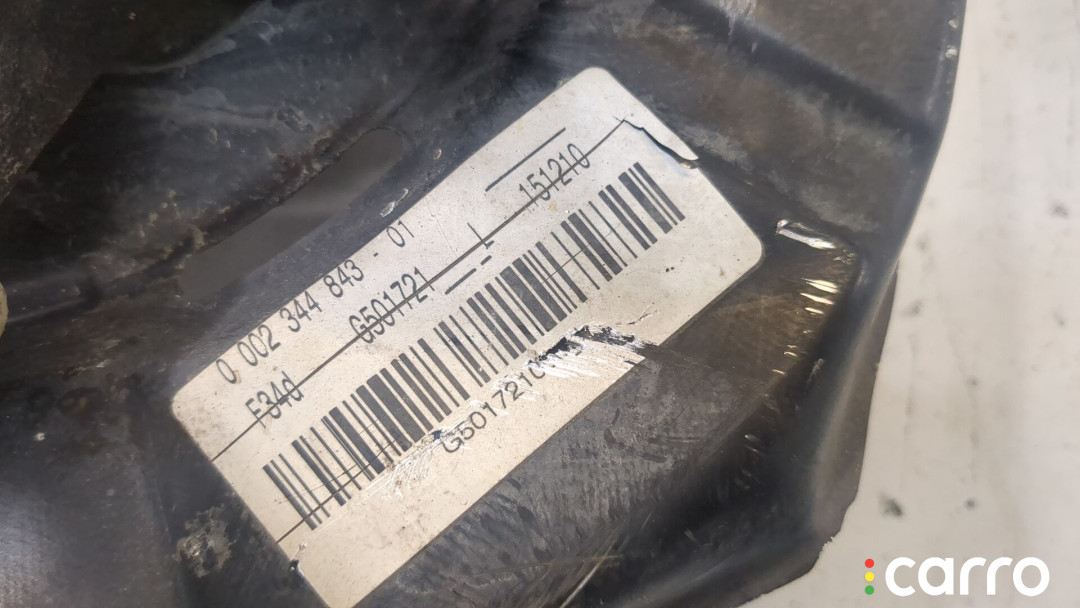 0 002 344 843 - 01
F34d G501721 L 151210
G501721
carro